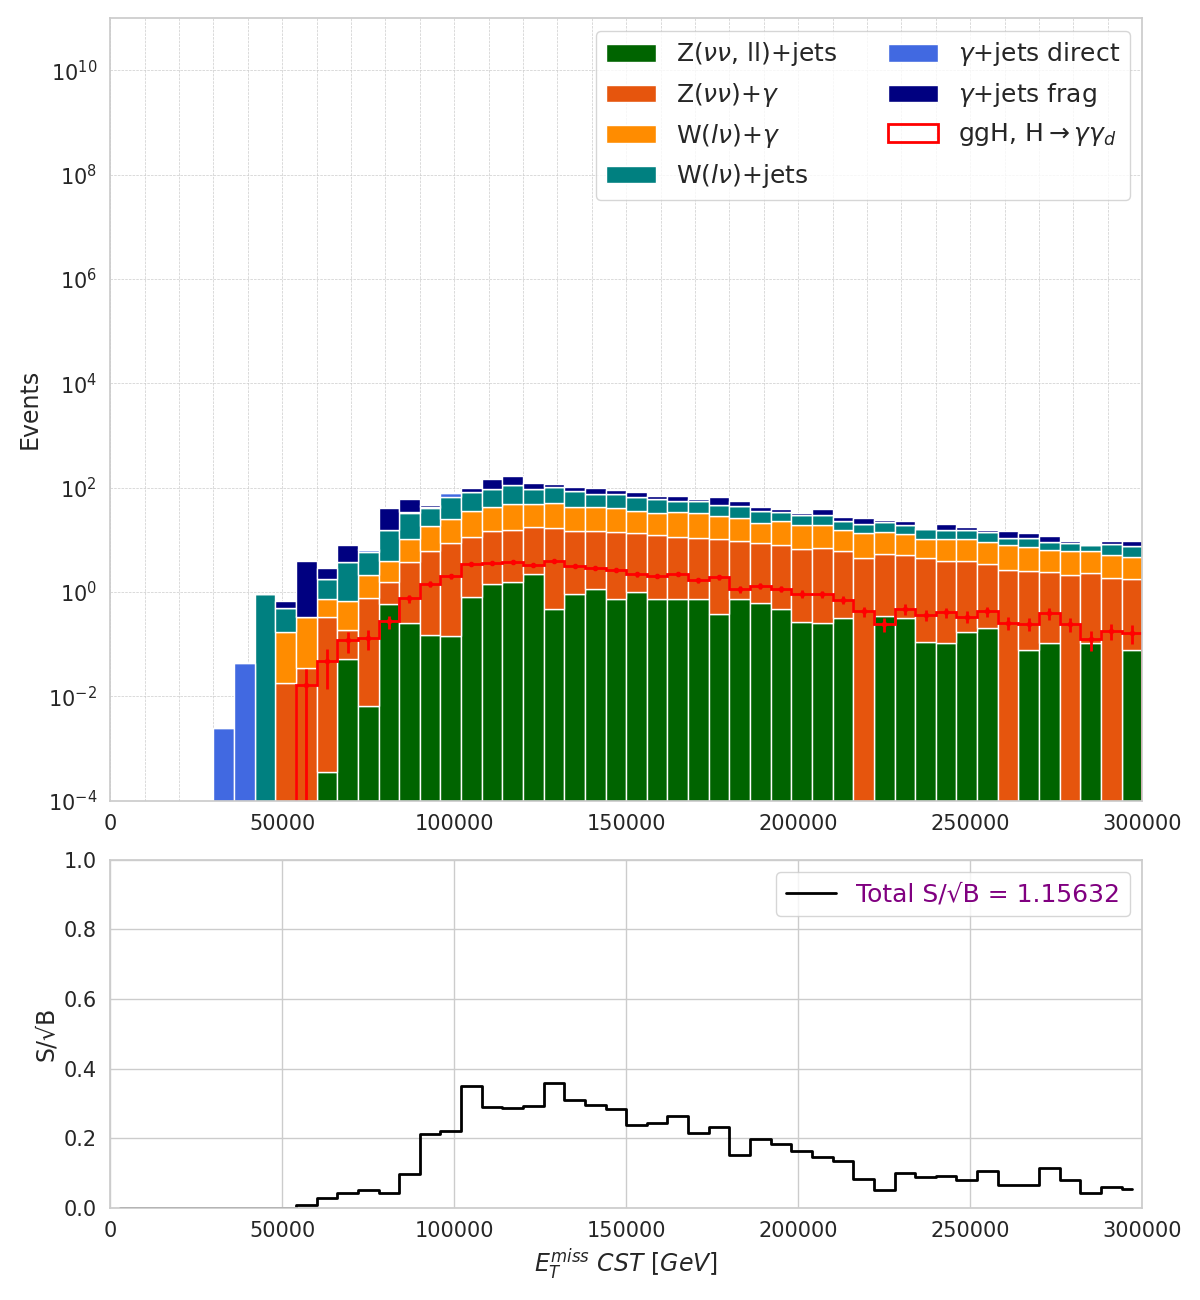 Z(νν, ll)+jets
Z(νν)+γ
W(lν)+γ
W(lν)+jets
γ+jets direct
γ+jets frag
ggH, H→γγ_d
Events
10^10
10^8
10^6
10^4
10^2
10^0
10^−2
10^−4
0 50000 100000 150000 200000 250000 300000
Total S/√B = 1.15632
S/√B
1.0
0.8
0.6
0.4
0.2
0.0
0 50000 100000 150000 200000 250000 300000
E_T^miss CST [GeV]